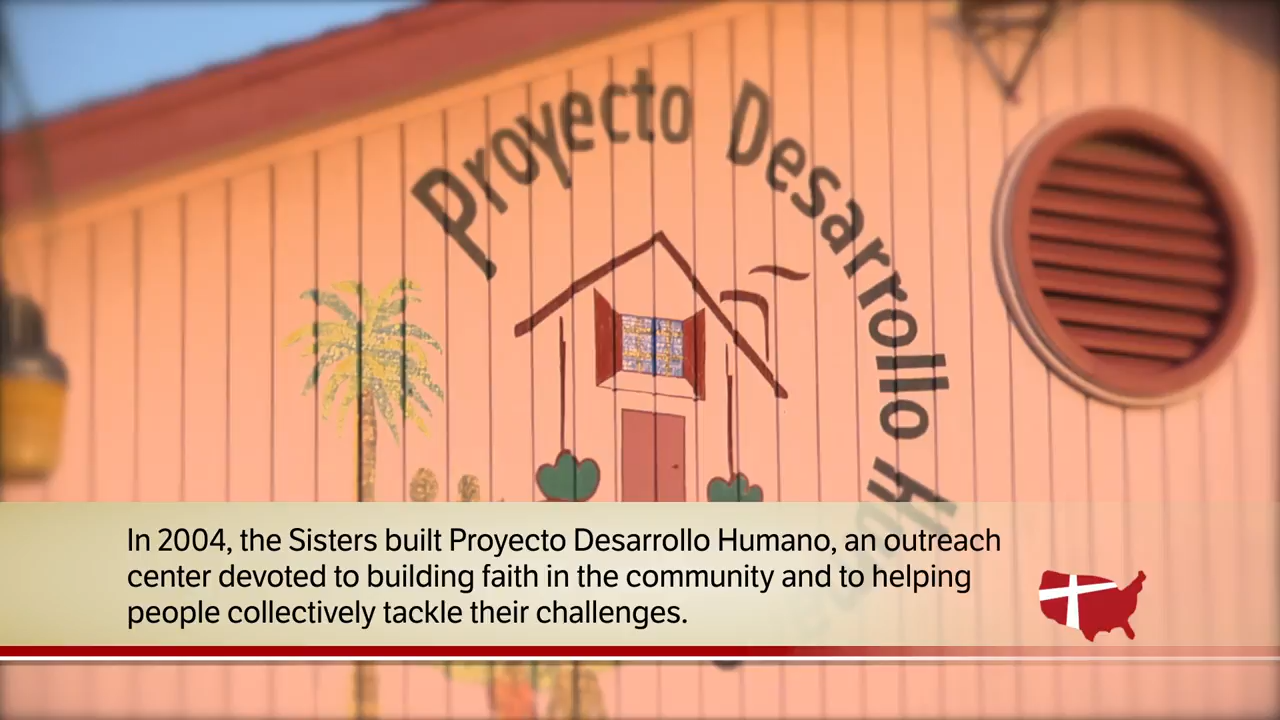 Proyecto Desarrollo Hu
In 2004, the Sisters built Proyecto Desarrollo Humano, an outreach
center devoted to building faith in the community and to helping
people collectively tackle their challenges.